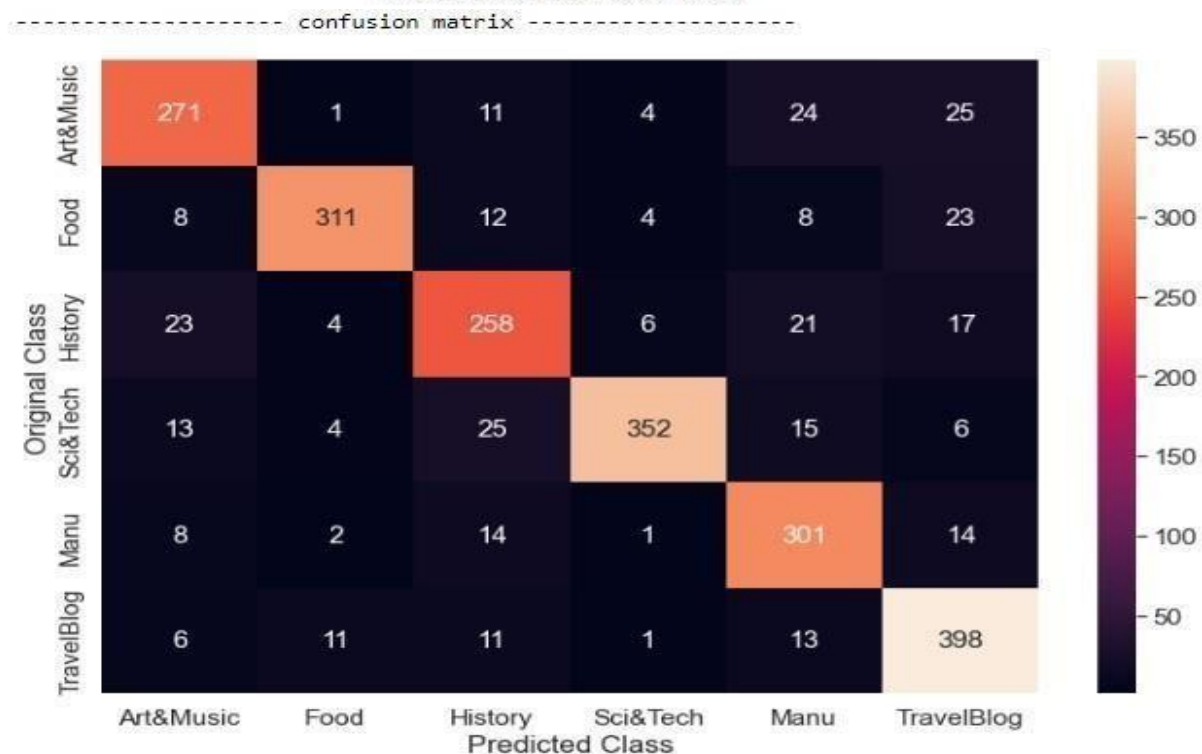 -------------------- confusion matrix --------------------
Art&Music 271 1 11 4 24 25
Food 8 311 12 4 8 23
History 23 4 258 6 21 17
Sci&Tech 13 4 25 352 15 6
Manu 8 2 14 1 301 14
TravelBlog 6 11 11 1 13 398
Original Class
Art&Music Food History Sci&Tech Manu TravelBlog
Predicted Class
350
300
250
200
150
100
50